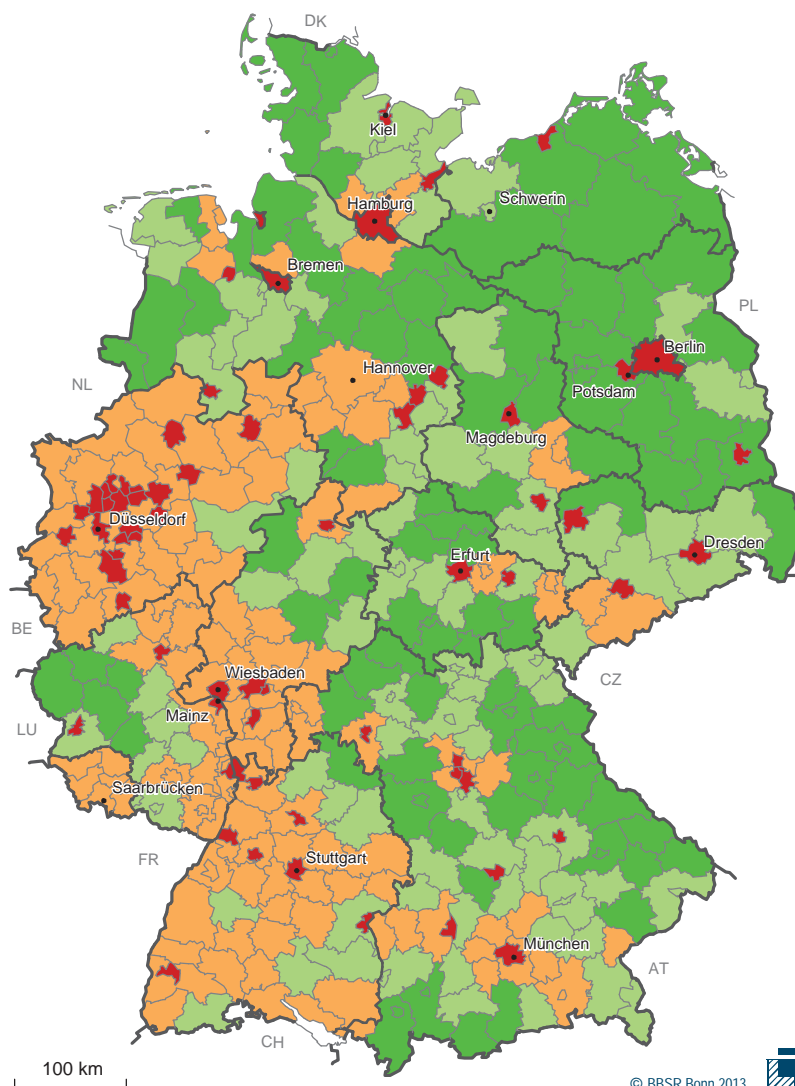 DK
Kiel
Hamburg
Schwerin
Bremen
PL
Berlin
Hannover
NL
Potsdam
Magdeburg
Düsseldorf
Dresden
Erfurt
BE
Wiesbaden
CZ
Mainz
LU
Saarbrücken
FR
Stuttgart
München
AT
CH
100 km
© BBSR Bonn 2013